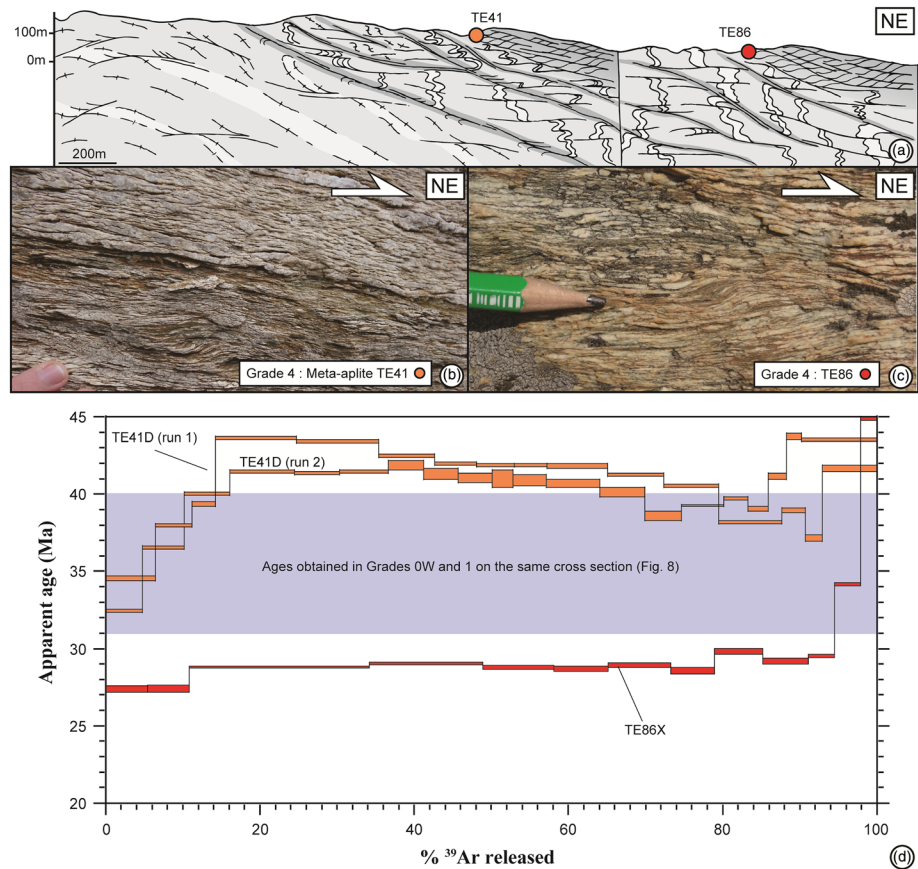 TE41
TE86
NE
100m
0m
200m
(a)
NE
Grade 4 : Meta-aplite TE41
(b)
NE
Grade 4 : TE86
(c)
45
40
35
30
25
20
Apparent age (Ma)
TE41D (run 1)
TE41D (run 2)
Ages obtained in Grades 0W and 1 on the same cross section (Fig. 8)
TE86X
0
20
40
60
80
100
% ³⁹Ar released
(d)